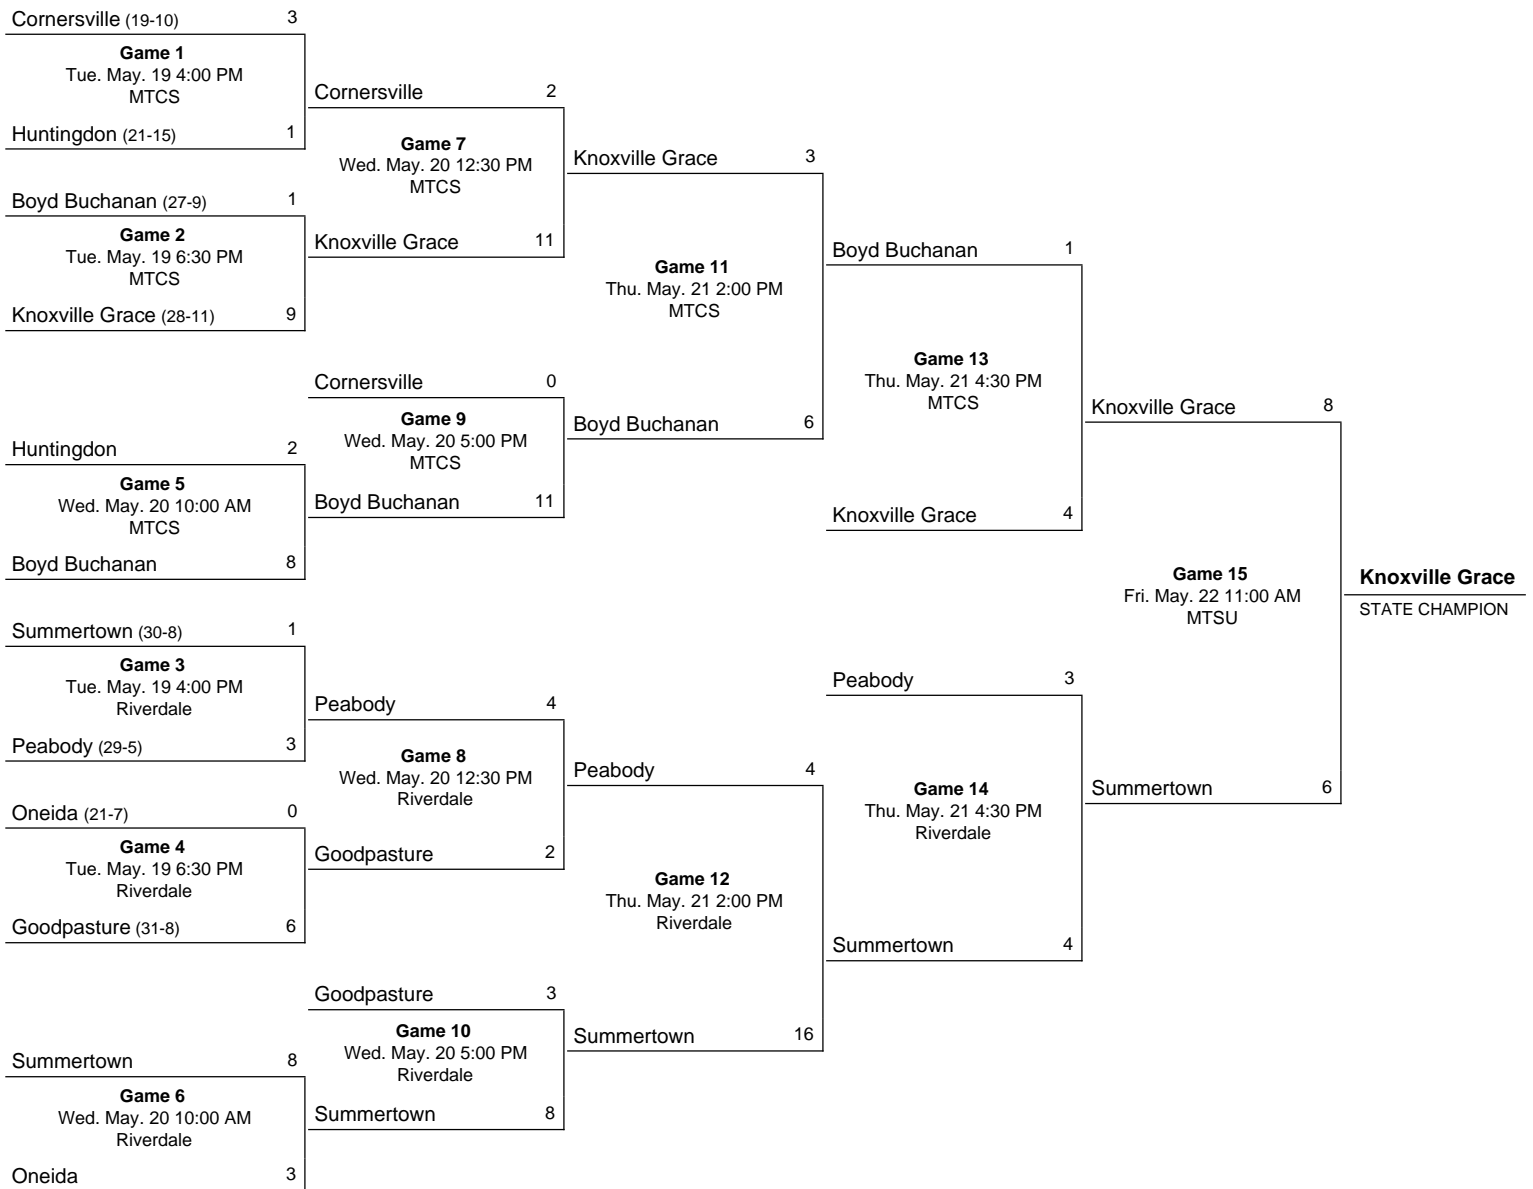 Cornersville (19-10) 3
Game 1
Tue. May. 19 4:00 PM
MTCS
Huntingdon (21-15) 1
Boyd Buchanan (27-9) 1
Game 2
Tue. May. 19 6:30 PM
MTCS
Knoxville Grace (28-11) 9
Huntingdon 2
Game 5
Wed. May. 20 10:00 AM
MTCS
Boyd Buchanan 8
Summertown (30-8) 1
Game 3
Tue. May. 19 4:00 PM
Riverdale
Peabody (29-5) 3
Oneida (21-7) 0
Game 4
Tue. May. 19 6:30 PM
Riverdale
Goodpasture (31-8) 6
Summertown 8
Game 6
Wed. May. 20 10:00 AM
Riverdale
Oneida 3
Cornersville 2
Game 7
Wed. May. 20 12:30 PM
MTCS
Knoxville Grace 11
Cornersville 0
Game 9
Wed. May. 20 5:00 PM
MTCS
Boyd Buchanan 11
Peabody 4
Game 8
Wed. May. 20 12:30 PM
Riverdale
Goodpasture 2
Goodpasture 3
Game 10
Wed. May. 20 5:00 PM
Riverdale
Summertown 8
Knoxville Grace 3
Game 11
Thu. May. 21 2:00 PM
MTCS
Boyd Buchanan 6
Peabody 4
Game 12
Thu. May. 21 2:00 PM
Riverdale
Summertown 16
Boyd Buchanan 1
Game 13
Thu. May. 21 4:30 PM
MTCS
Knoxville Grace 4
Peabody 3
Game 14
Thu. May. 21 4:30 PM
Riverdale
Summertown 4
Knoxville Grace 8
Game 15
Fri. May. 22 11:00 AM
MTSU
Summertown 6
Knoxville Grace
STATE CHAMPION